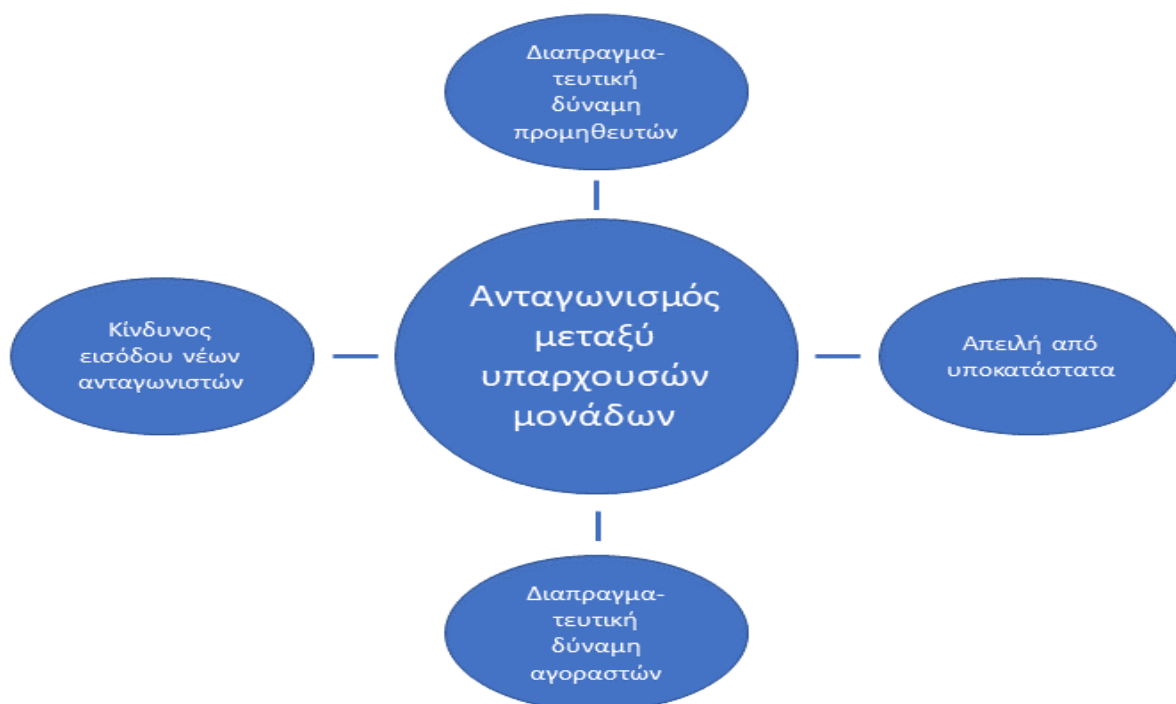 Διαπραγμα-
τευτική
δύναμη
προμηθευτών
Κίνδυνος
εισόδου νέων
ανταγωνιστών
Ανταγωνισμός
μεταξύ
υπαρχουσών
μονάδων
Απειλή από
υποκατάστατα
Διαπραγμα-
τευτική
δύναμη
αγοραστών